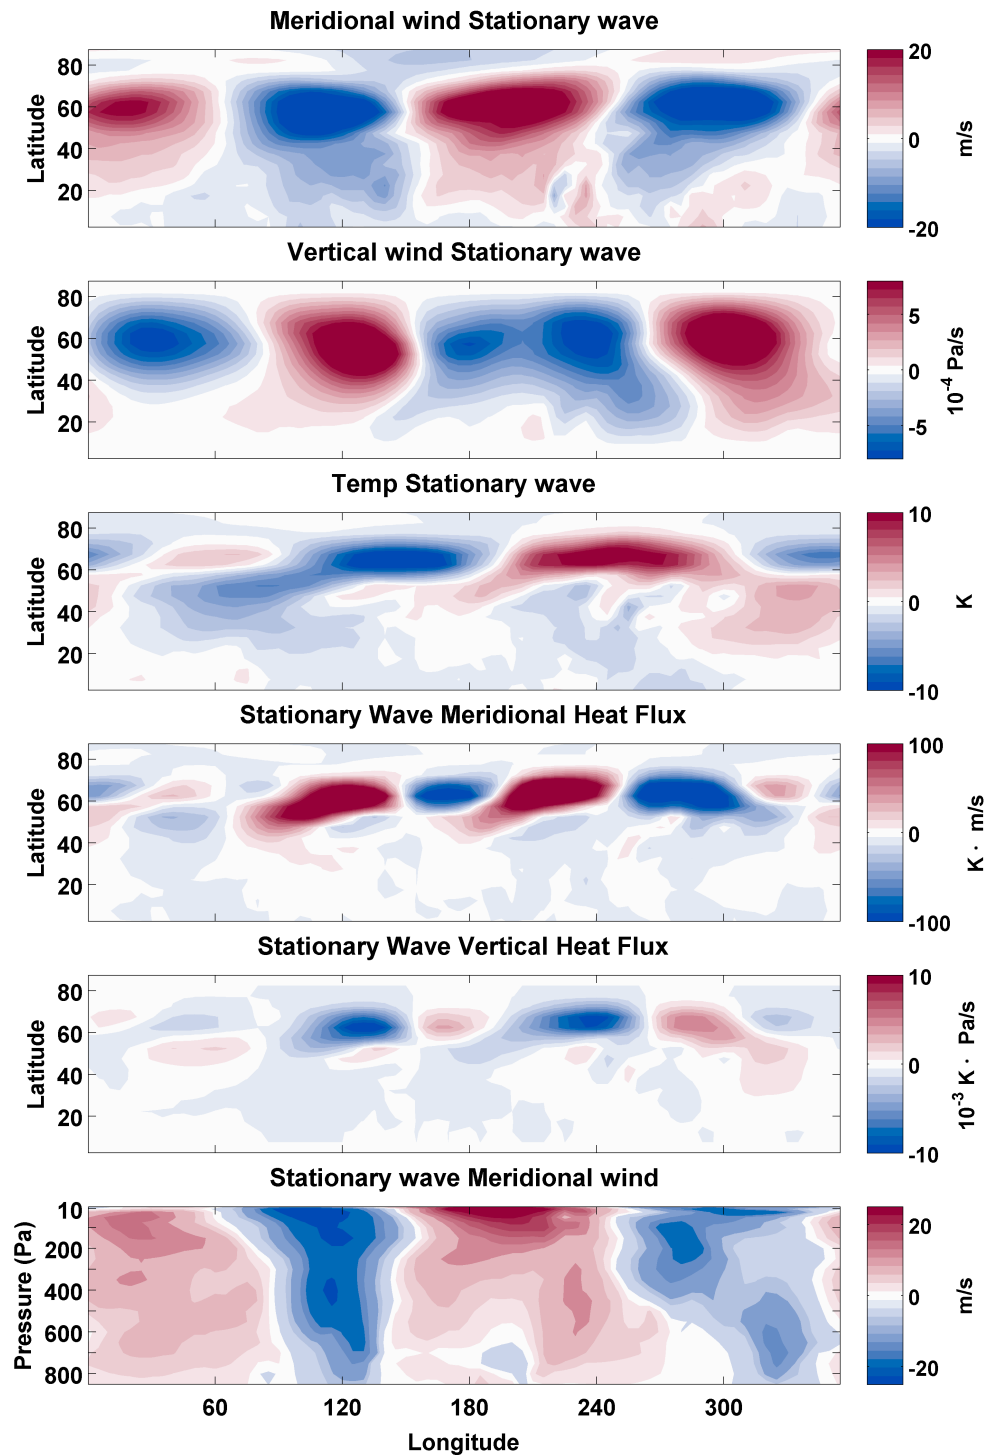 Meridional wind Stationary wave
80
60
40
20
Latitude
20
0
-20
m/s
Vertical wind Stationary wave
80
60
40
20
Latitude
5
0
-5
10⁻⁴ Pa/s
Temp Stationary wave
80
60
40
20
Latitude
10
0
-10
K
Stationary Wave Meridional Heat Flux
80
60
40
20
Latitude
100
0
-100
K · m/s
Stationary Wave Vertical Heat Flux
80
60
40
20
Latitude
10
0
-10
10⁻³ K · Pa/s
Stationary wave Meridional wind
10
200
400
600
800
Pressure (Pa)
20
0
-20
m/s
60 120 180 240 300
Longitude